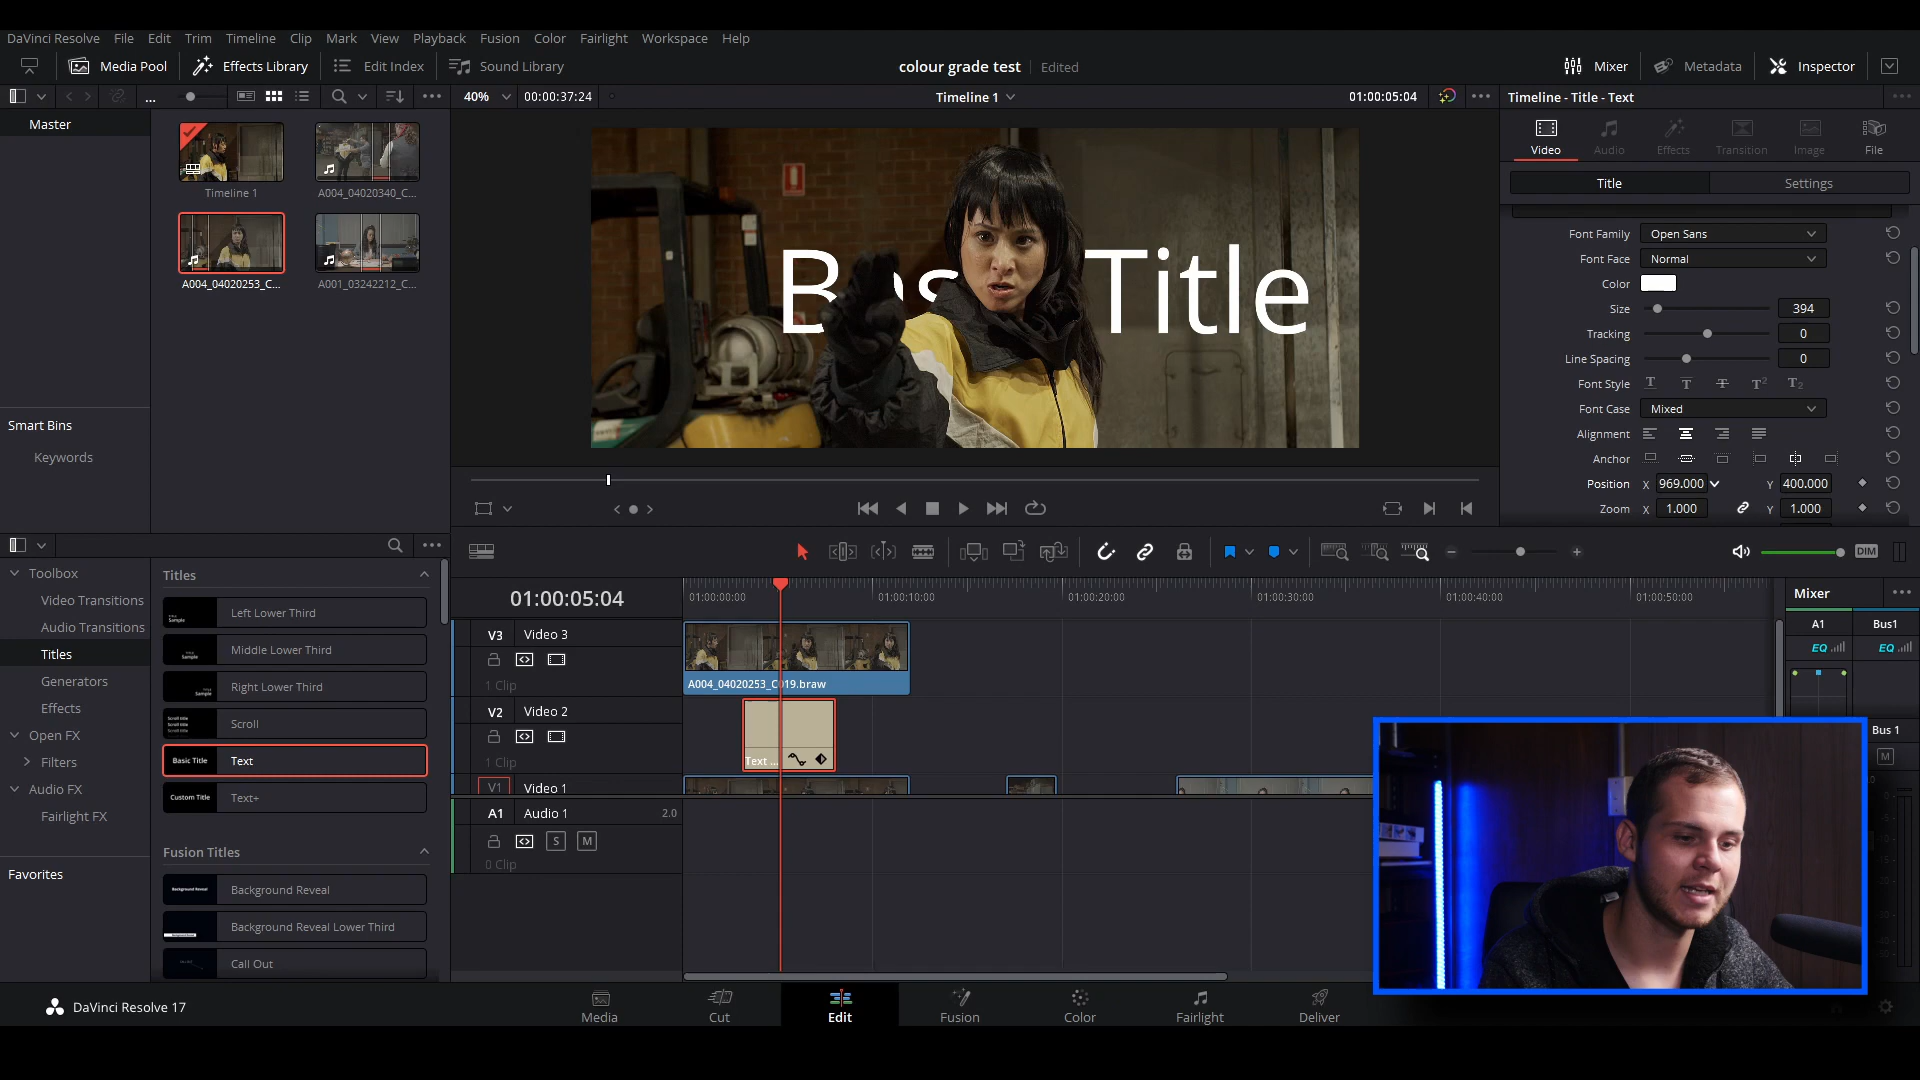 DaVinci Resolve File Edit Trim Timeline Clip Mark View Playback Fusion Color Fairlight Workspace Help
Media Pool Effects Library Edit Index Sound Library colour grade test Edited Mixer Metadata Inspector
... 40% 00:00:37:24 Timeline 1 01:00:05:04 Timeline - Title - Text
Master
Timeline 1 A004_04020340_C...
A004_04020253_C... A001_03242212_C...
Smart Bins
Keywords
Bas Title
Video Audio Effects Transition Image File
Title Settings
Font Family Open Sans
Font Face Normal
Color
Size 394
Tracking 0
Line Spacing 0
Font Style T T T T2 T2
Font Case Mixed
Alignment
Anchor
Position X 969.000 Y 400.000
Zoom X 1.000 Y 1.000
DIM
Toolbox
Video Transitions
Audio Transitions
Titles
Generators
Effects
Open FX
Filters
Audio FX
Fairlight FX
Favorites
Titles
Sample Left Lower Third
Sample Middle Lower Third
Sample Right Lower Third
Scroll
Basic Title Text
Custom Title Text+
Fusion Titles
Background Reveal Background Reveal
Background Reveal Lower Third
Call Out
01:00:05:04 01:00:00:00 01:00:10:00 01:00:20:00 01:00:30:00 01:00:40:00 01:00:50:00
V3 Video 3
1 Clip
A004_04020253_C019.braw
V2 Video 2
1 Clip
Text ...
V1 Video 1
A1 Audio 1 2.0
S M
0 Clip
Mixer
A1 Bus1
EQ EQ
Bus 1
M
DaVinci Resolve 17
Media Cut Edit Fusion Color Fairlight Deliver